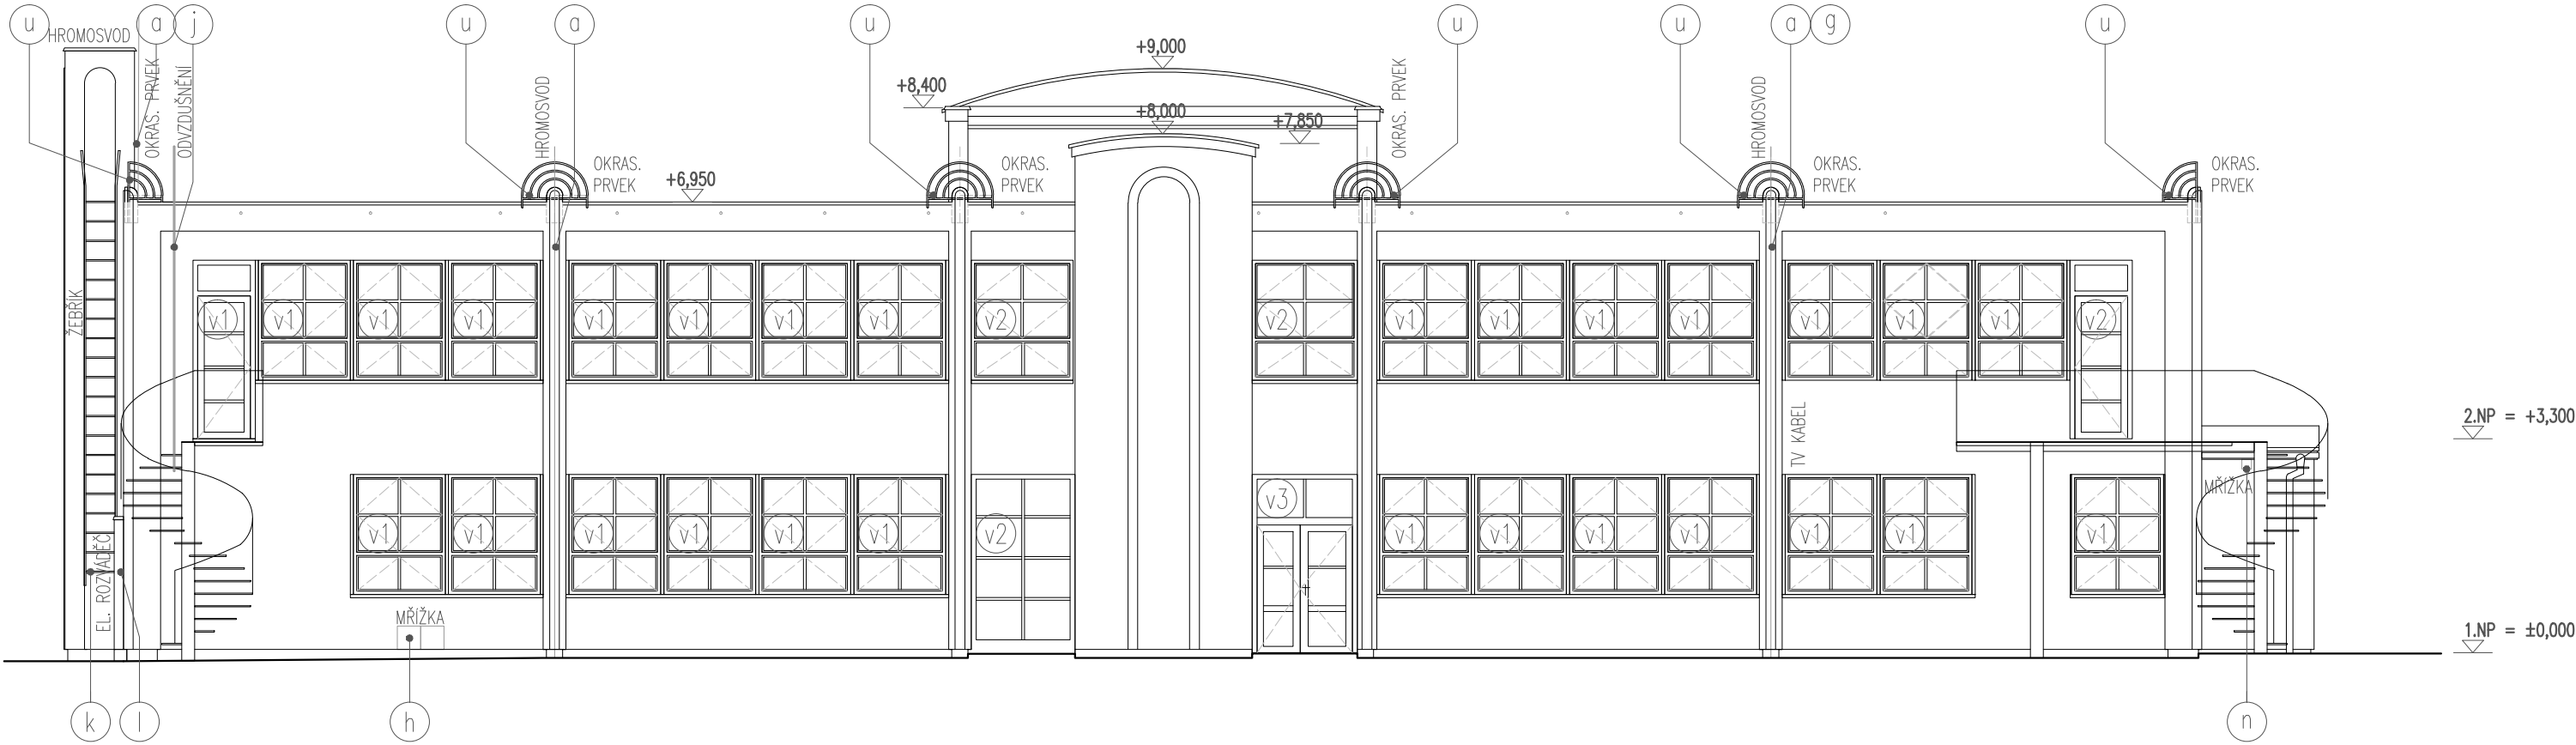 u
a
j
u
a
u
u
u
a
g
u
HROMOSVOD
OKRAS. PRVEK
ODVZDUŠNĚNÍ
HROMOSVOD
OKRAS.
PRVEK
+6,950
+8,400
+9,000
+8,000
+7,850
OKRAS.
PRVEK
OKRAS. PRVEK
HROMOSVOD
OKRAS.
PRVEK
OKRAS.
PRVEK
ŽEBŘÍK
v1
v1
v1
v1
v1
v1
v1
v1
v2
v2
v1
v1
v1
v1
v1
v1
v1
v2
TV KABEL
2.NP = +3,300
MŘÍŽKA
v1
v1
v1
v1
v1
v1
v2
v3
v1
v1
v1
v1
v1
v1
v1
EL. ROZVÁDĚČ
MŘÍŽKA
1.NP = ±0,000
k
l
h
n